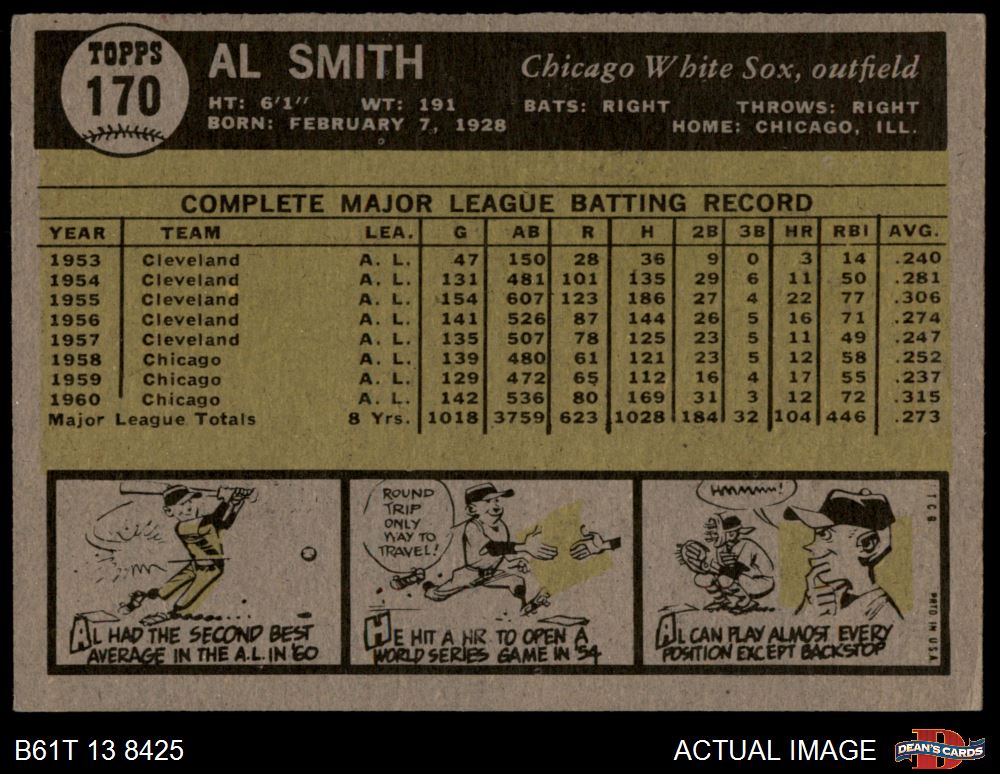 TOPPS
170
AL SMITH
Chicago White Sox, outfield
HT: 6'1" WT: 191 BATS: RIGHT THROWS: RIGHT
BORN: FEBRUARY 7, 1928 HOME: CHICAGO, ILL.
COMPLETE MAJOR LEAGUE BATTING RECORD
YEAR TEAM LEA. G AB R H 2B 3B HR RBI AVG.
1953 Cleveland A. L. 47 150 28 36 9 0 3 14 .240
1954 Cleveland A. L. 131 481 101 135 29 6 11 50 .281
1955 Cleveland A. L. 154 607 123 186 27 4 22 77 .306
1956 Cleveland A. L. 141 526 87 144 26 5 16 71 .274
1957 Cleveland A. L. 135 507 78 125 23 5 11 49 .247
1958 Chicago A. L. 139 480 61 121 23 5 12 58 .252
1959 Chicago A. L. 129 472 65 112 16 4 17 55 .237
1960 Chicago A. L. 142 536 80 169 31 3 12 72 .315
Major League Totals 8 Yrs. 1018 3759 623 1028 184 32 104 446 .273
AL HAD THE SECOND BEST
AVERAGE IN THE A.L. IN '60
ROUND
TRIP
ONLY
WAY TO
TRAVEL!
HE HIT A HR TO OPEN A
WORLD SERIES GAME IN '54
HMMMMM!
AL CAN PLAY ALMOST EVERY
POSITION EXCEPT BACKSTOP
T.C.G.
PRTD IN U.S.A.
B61T 13 8425
ACTUAL IMAGE
D
DEAN'S CARDS